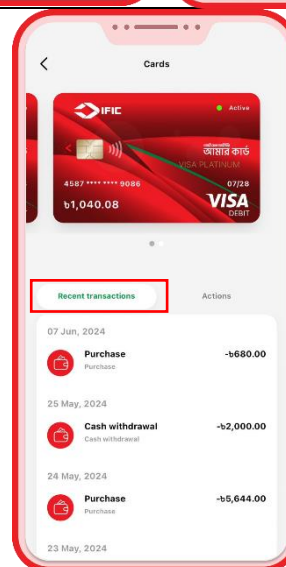 Cards
IFIC
Active
আমার কার্ড
VISA PLATINUM
4587 **** **** 9086
07/28
৳1,040.08
VISA
DEBIT
Recent transactions
Actions
07 Jun, 2024
Purchase
-৳680.00
Purchase
25 May, 2024
Cash withdrawal
-৳2,000.00
Cash withdrawal
24 May, 2024
Purchase
-৳5,644.00
Purchase
23 May, 2024